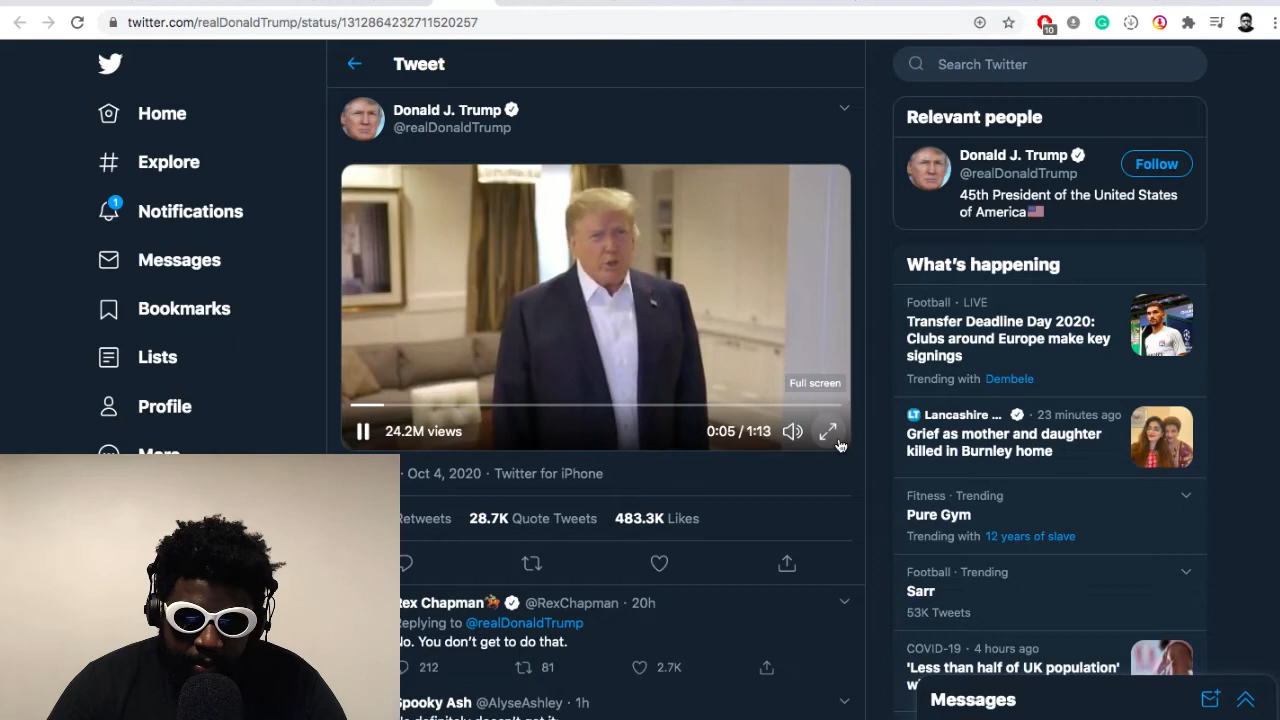 twitter.com/realDonaldTrump/status/1312864232711520257
10
Home
Explore
1
Notifications
Messages
Bookmarks
Lists
Profile
Tweet
Donald J. Trump
@realDonaldTrump
Full screen
24.2M views
0:05 / 1:13
· Oct 4, 2020 · Twitter for iPhone
Retweets 28.7K Quote Tweets 483.3K Likes
Rex Chapman @RexChapman · 20h
Replying to @realDonaldTrump
No. You don't get to do that.
212 81 2.7K
Spooky Ash @AlyseAshley · 1h
Search Twitter
Relevant people
Donald J. Trump
@realDonaldTrump
Follow
45th President of the United States
of America
What's happening
Football · LIVE
Transfer Deadline Day 2020:
Clubs around Europe make key
signings
Trending with Dembele
LT Lancashire ... · 23 minutes ago
Grief as mother and daughter
killed in Burnley home
Fitness · Trending
Pure Gym
Trending with 12 years of slave
Football · Trending
Sarr
53K Tweets
COVID-19 · 4 hours ago
'Less than half of UK population'
Messages